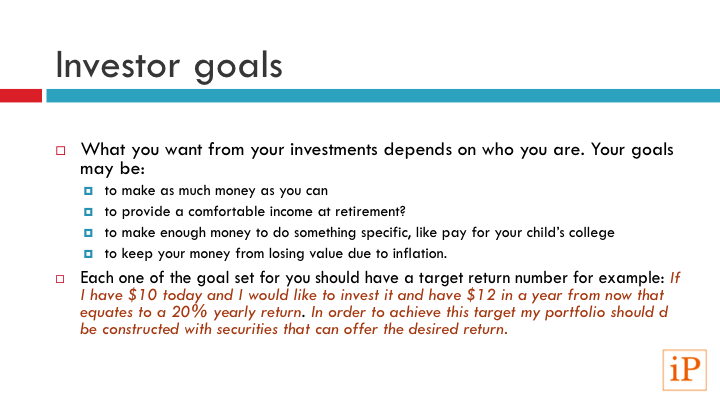 Investor goals
What you want from your investments depends on who you are. Your goals
may be:
to make as much money as you can
to provide a comfortable income at retirement?
to make enough money to do something specific, like pay for your child's college
to keep your money from losing value due to inflation.
Each one of the goal set for you should have a target return number for example: If
I have $10 today and I would like to invest it and have $12 in a year from now that
equates to a 20% yearly return. In order to achieve this target my portfolio should d
be constructed with securities that can offer the desired return.
iP